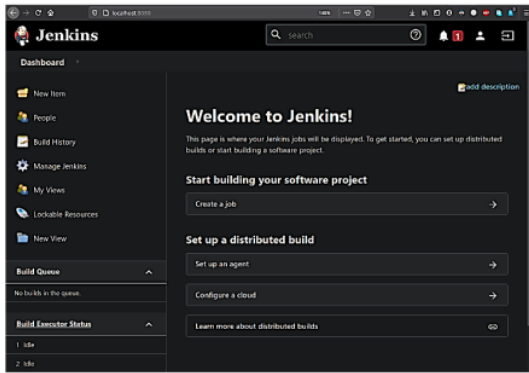 localhost:8080
Jenkins
search
1
Dashboard
add description
New Item
People
Build History
Manage Jenkins
My Views
Lockable Resources
New View
Build Queue
No builds in the queue.
Build Executor Status
1 Idle
2 Idle
Welcome to Jenkins!
This page is where your Jenkins jobs will be displayed. To get started, you can set up distributed
builds or start building a software project.
Start building your software project
Create a job
Set up a distributed build
Set up an agent
Configure a cloud
Learn more about distributed builds